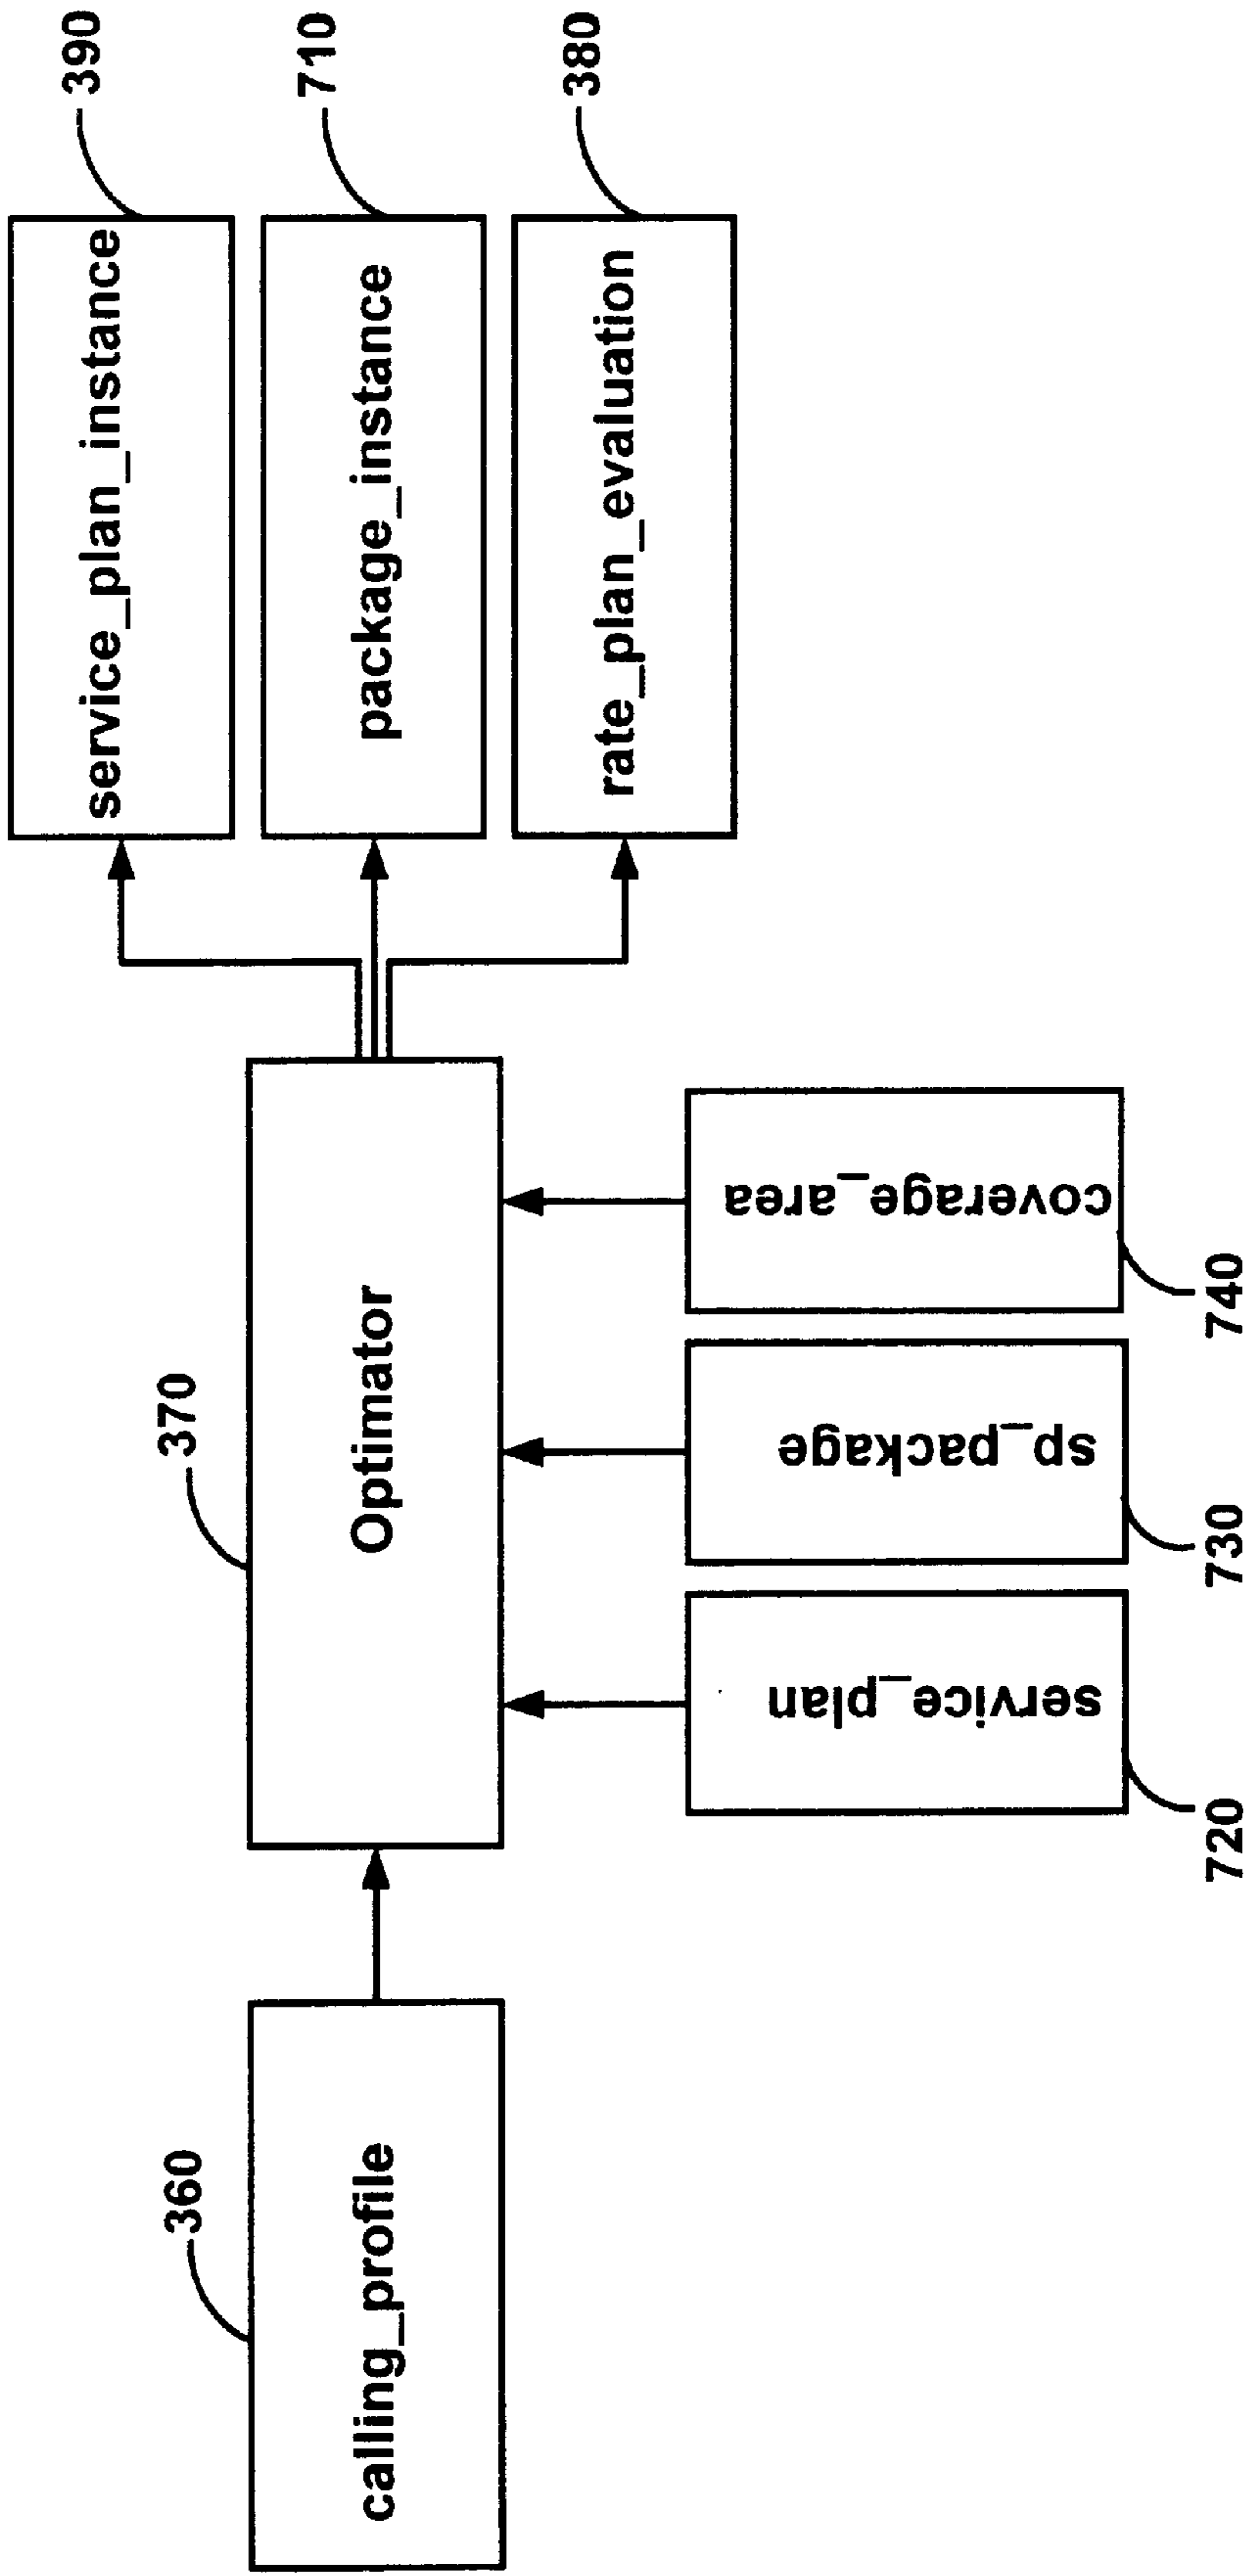 360
calling_profile
370
Optimator
service_plan_instance
390
package_instance
710
rate_plan_evaluation
380
service_plan
720
sp_package
730
coverage_area
740